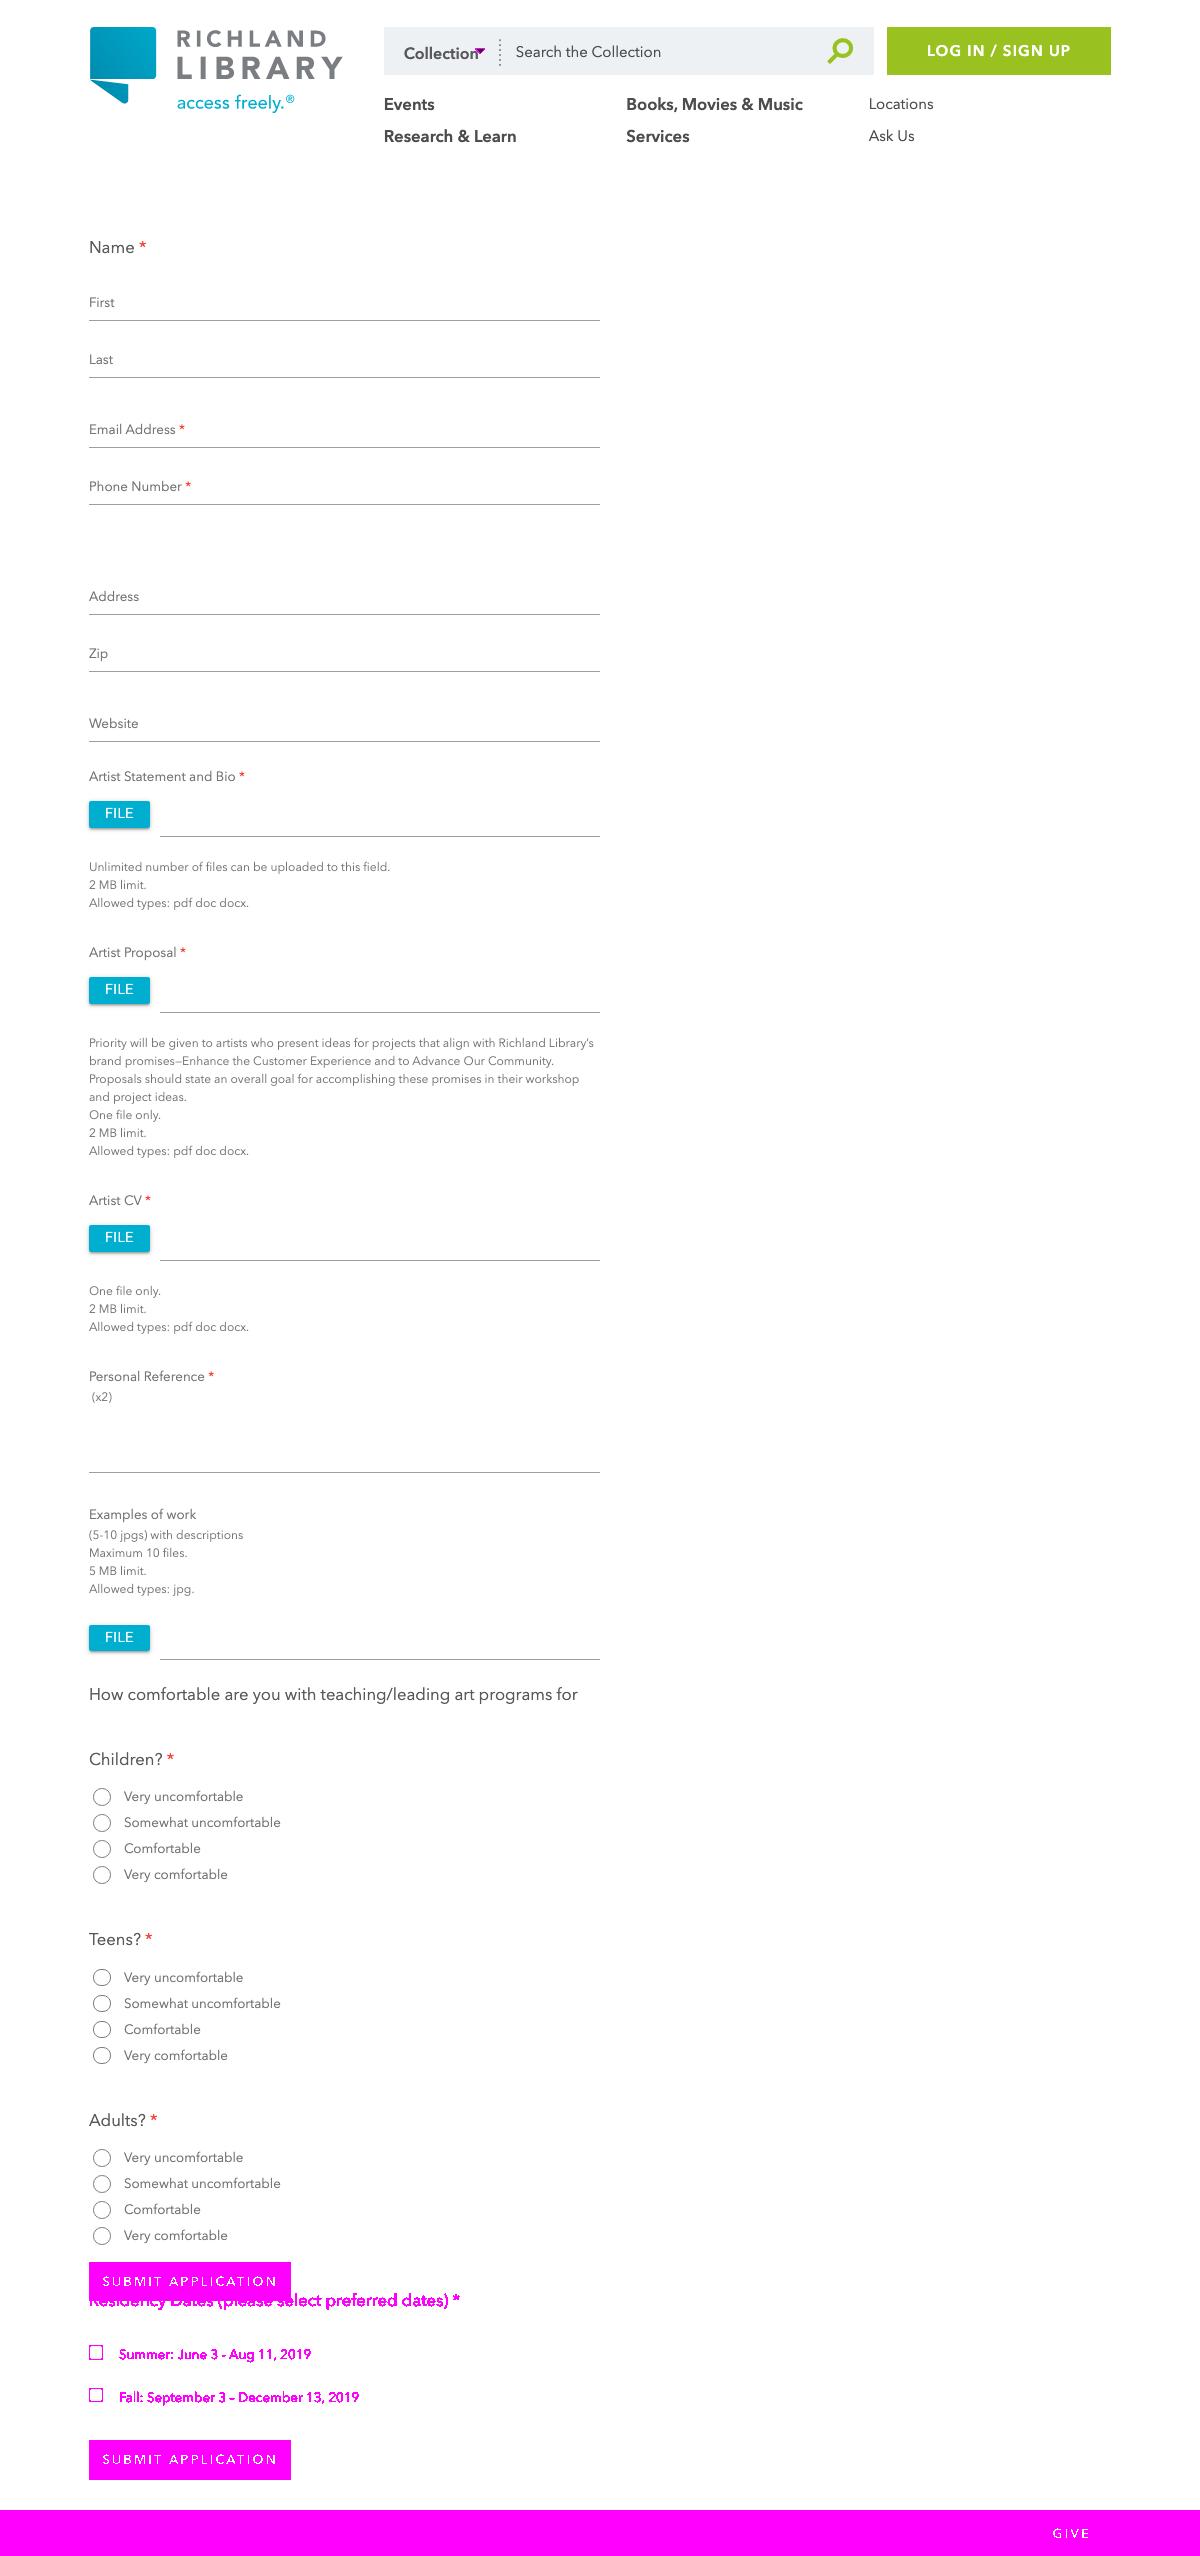 RICHLAND
LIBRARY
access freely.®
Collection
Search the Collection
LOG IN / SIGN UP
Events
Books, Movies & Music
Locations
Research & Learn
Services
Ask Us
Name *
First
Last
Email Address *
Phone Number *
Address
Zip
Website
Artist Statement and Bio *
FILE
Unlimited number of files can be uploaded to this field.
2 MB limit.
Allowed types: pdf doc docx.
Artist Proposal *
FILE
Priority will be given to artists who present ideas for projects that align with Richland Library's
brand promises—Enhance the Customer Experience and to Advance Our Community.
Proposals should state an overall goal for accomplishing these promises in their workshop
and project ideas.
One file only.
2 MB limit.
Allowed types: pdf doc docx.
Artist CV *
FILE
One file only.
2 MB limit.
Allowed types: pdf doc docx.
Personal Reference *
(x2)
Examples of work
(5-10 jpgs) with descriptions
Maximum 10 files.
5 MB limit.
Allowed types: jpg.
FILE
How comfortable are you with teaching/leading art programs for
Children? *
Very uncomfortable
Somewhat uncomfortable
Comfortable
Very comfortable
Teens? *
Very uncomfortable
Somewhat uncomfortable
Comfortable
Very comfortable
Adults? *
Very uncomfortable
Somewhat uncomfortable
Comfortable
Very comfortable
SUBMIT APPLICATION
Residency Dates (please select preferred dates) *
Summer: June 3 - Aug 11, 2019
Fall: September 3 - December 13, 2019
SUBMIT APPLICATION
GIVE